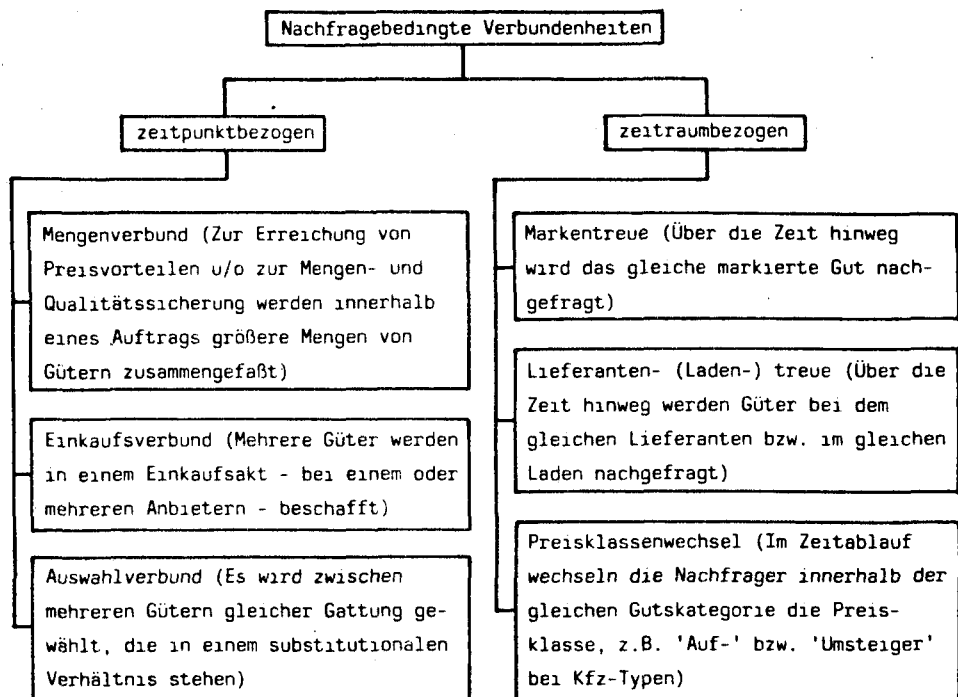 Nachfragebedingte Verbundenheiten
zeitpunktbezogen
zeitraumbezogen
Mengenverbund (Zur Erreichung von
Preisvorteilen u/o zur Mengen- und
Qualitätssicherung werden innerhalb
eines Auftrags größere Mengen von
Gütern zusammengefaßt)
Einkaufsverbund (Mehrere Güter werden
in einem Einkaufsakt - bei einem oder
mehreren Anbietern - beschafft)
Auswahlverbund (Es wird zwischen
mehreren Gütern gleicher Gattung ge-
wählt, die in einem substitutionalen
Verhältnis stehen)
Markentreue (Über die Zeit hinweg
wird das gleiche markierte Gut nach-
gefragt)
Lieferanten- (Laden-) treue (Über die
Zeit hinweg werden Güter bei dem
gleichen Lieferanten bzw. im gleichen
Laden nachgefragt)
Preisklassenwechsel (Im Zeitablauf
wechseln die Nachfrager innerhalb der
gleichen Gutskategorie die Preis-
klasse, z.B. 'Auf-' bzw. 'Umsteiger'
bei Kfz-Typen)